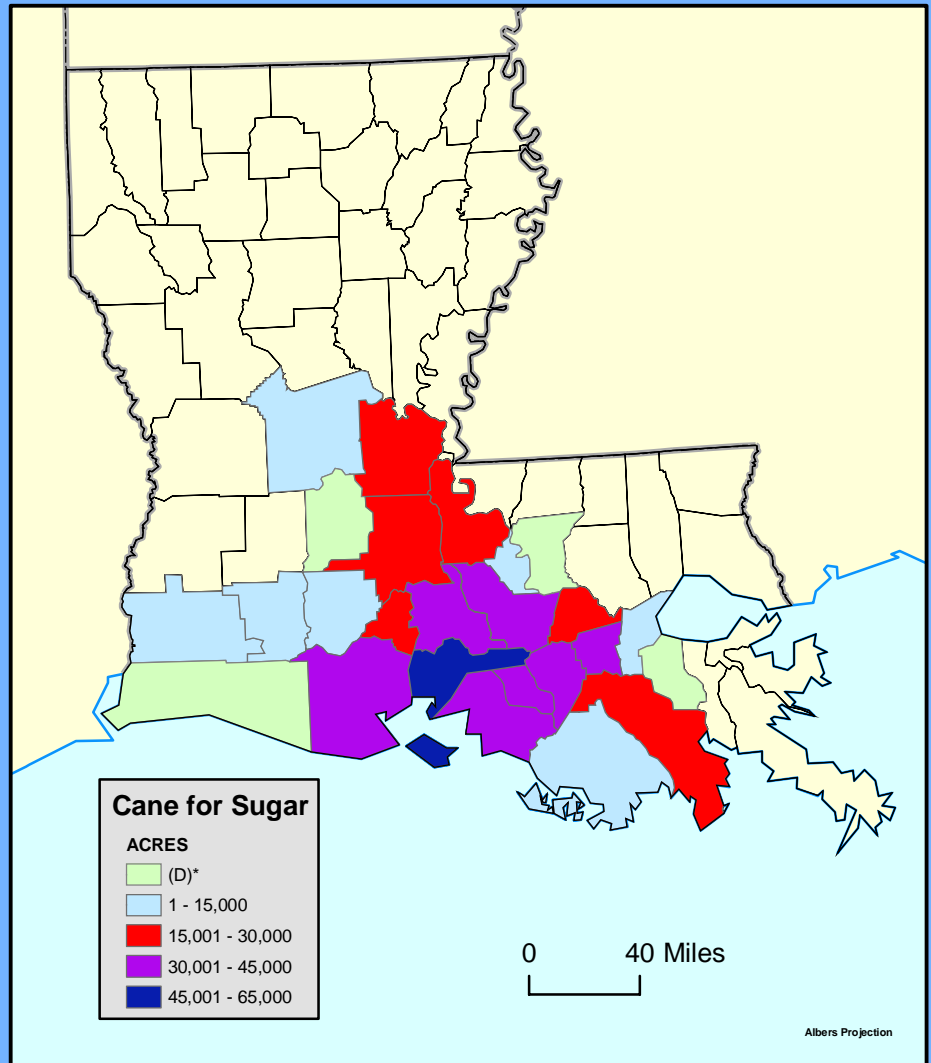 Cane for Sugar
ACRES
(D)*
1 - 15,000
15,001 - 30,000
30,001 - 45,000
45,001 - 65,000
0 40 Miles
Albers Projection